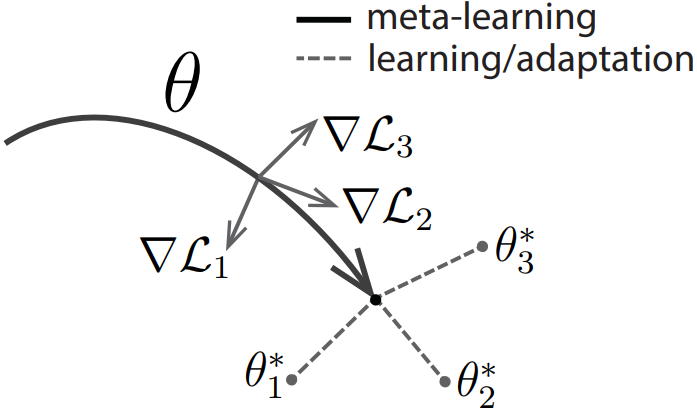 meta-learning
learning/adaptation
θ
∇ℒ₃
∇ℒ₂
∇ℒ₁
θ₃*
θ₁*
θ₂*